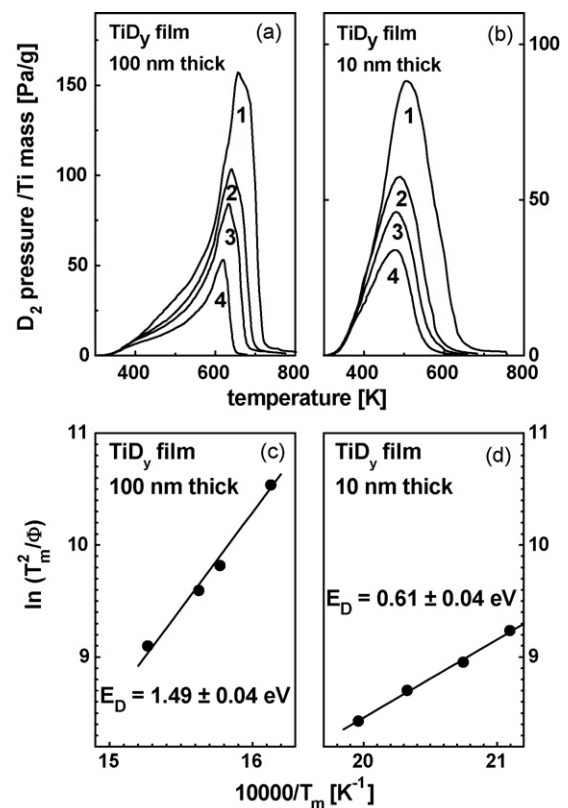 TiDy film
100 nm thick
(a)
TiDy film
10 nm thick
(b)
D2 pressure /Ti mass [Pa/g]
150
100
50
0
1
2
3
4
100
50
0
1
2
3
4
400 600 800
400 600 800
temperature [K]
TiDy film
100 nm thick
(c)
ED = 1.49 ± 0.04 eV
TiDy film
10 nm thick
(d)
ED = 0.61 ± 0.04 eV
ln (Tm2/Φ)
11
10
9
11
10
9
15 16
20 21
10000/Tm [K-1]